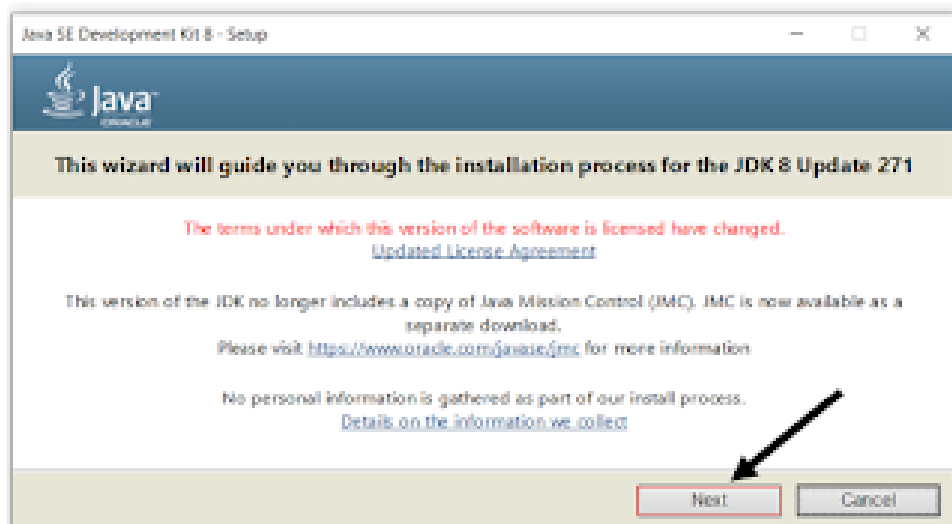 Java SE Development Kit 8 - Setup
Java
ORACLE
This wizard will guide you through the installation process for the JDK 8 Update 271
The terms under which this version of the software is licensed have changed.
Updated License Agreement
This version of the JDK no longer includes a copy of Java Mission Control (JMC). JMC is now available as a
separate download.
Please visit https://www.oracle.com/javase/jmc for more information
No personal information is gathered as part of our install process.
Details on the information we collect
Next
Cancel